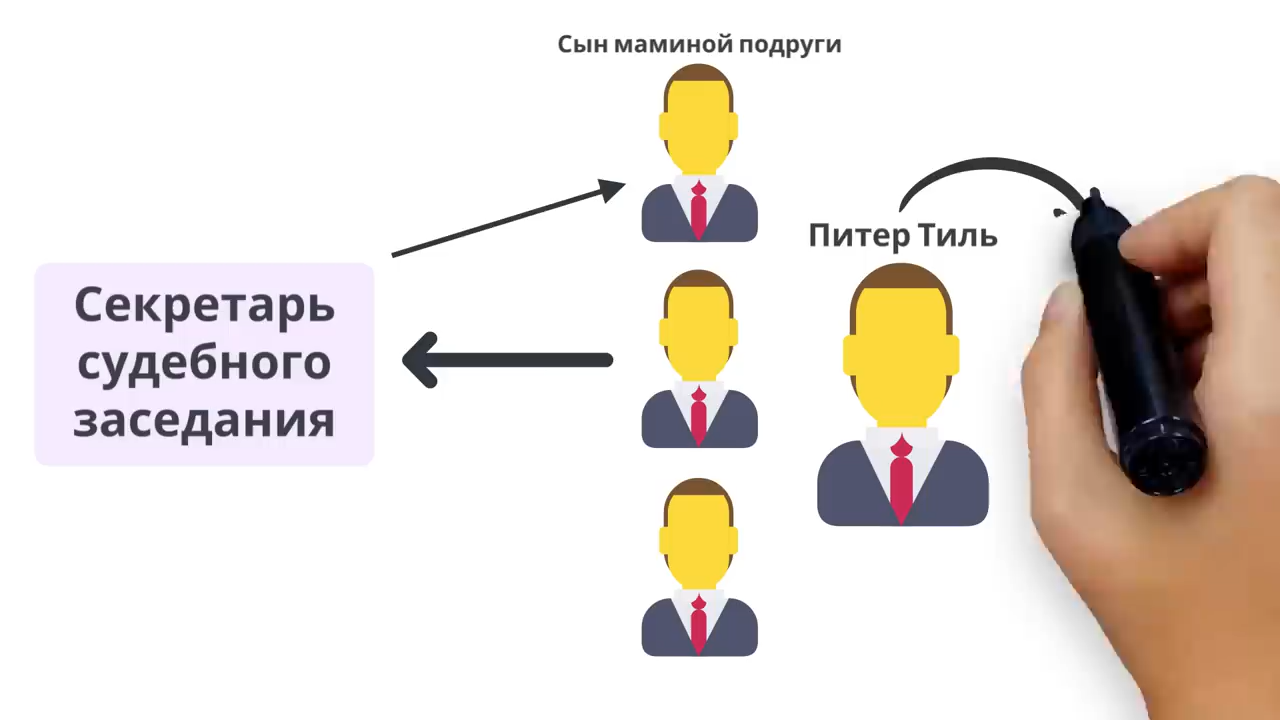 Сын маминой подруги
Питер Тиль
Секретарь
судебного
заседания